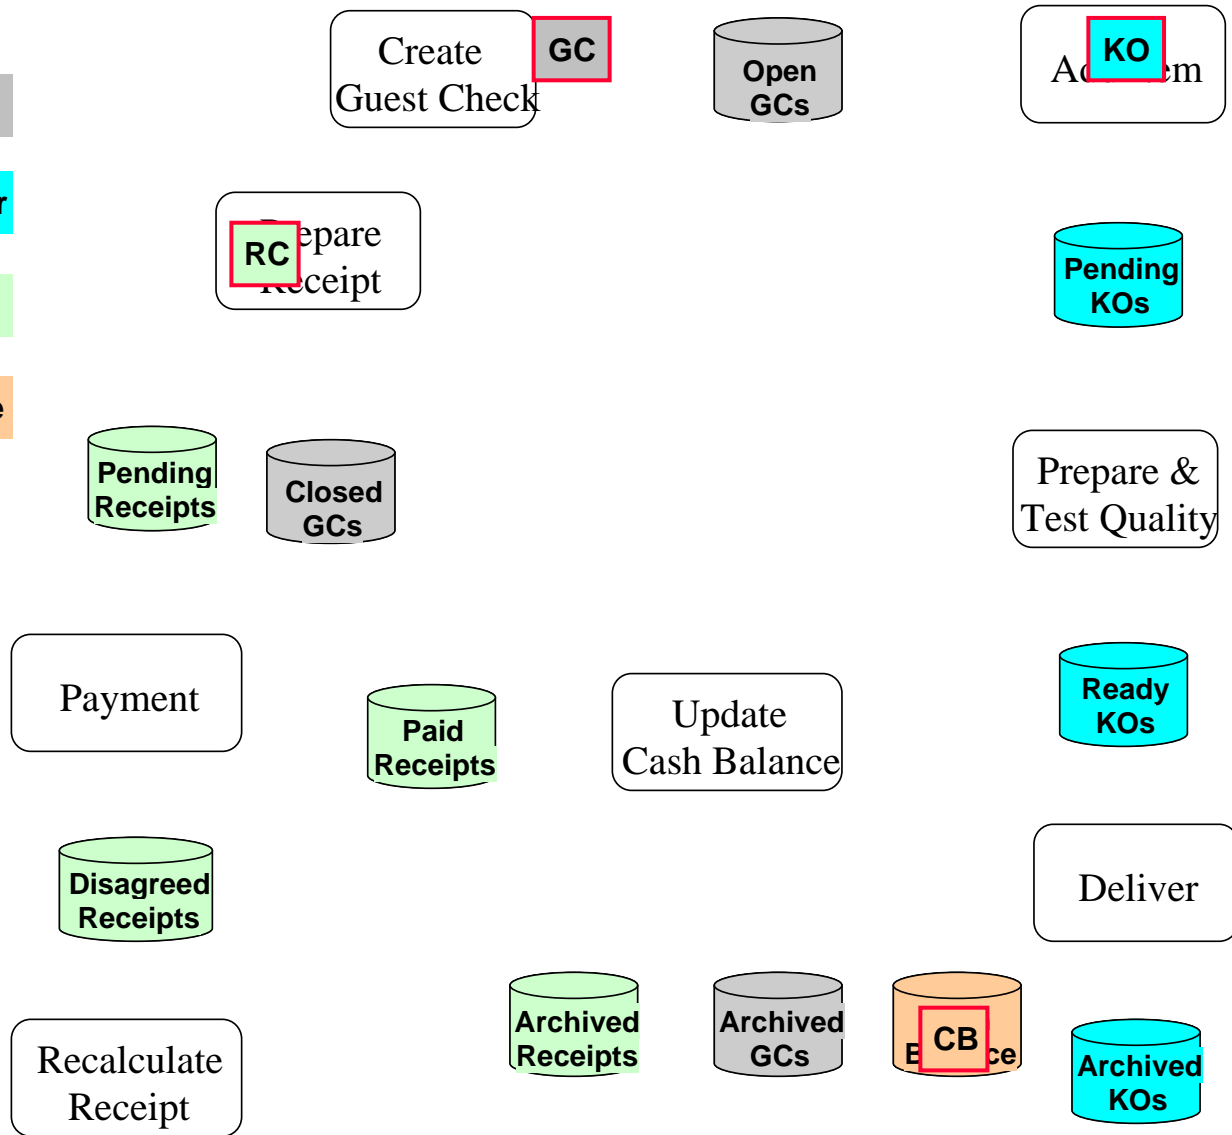 Create
Guest Check
GC
Open
GCs
KO
RC
Receipt
Pending
KOs
Pending
Receipts
Closed
GCs
Prepare &
Test Quality
Payment
Paid
Receipts
Update
Cash Balance
Ready
KOs
Disagreed
Receipts
Deliver
Archived
Receipts
Archived
GCs
CB
Archived
KOs
Recalculate
Receipt